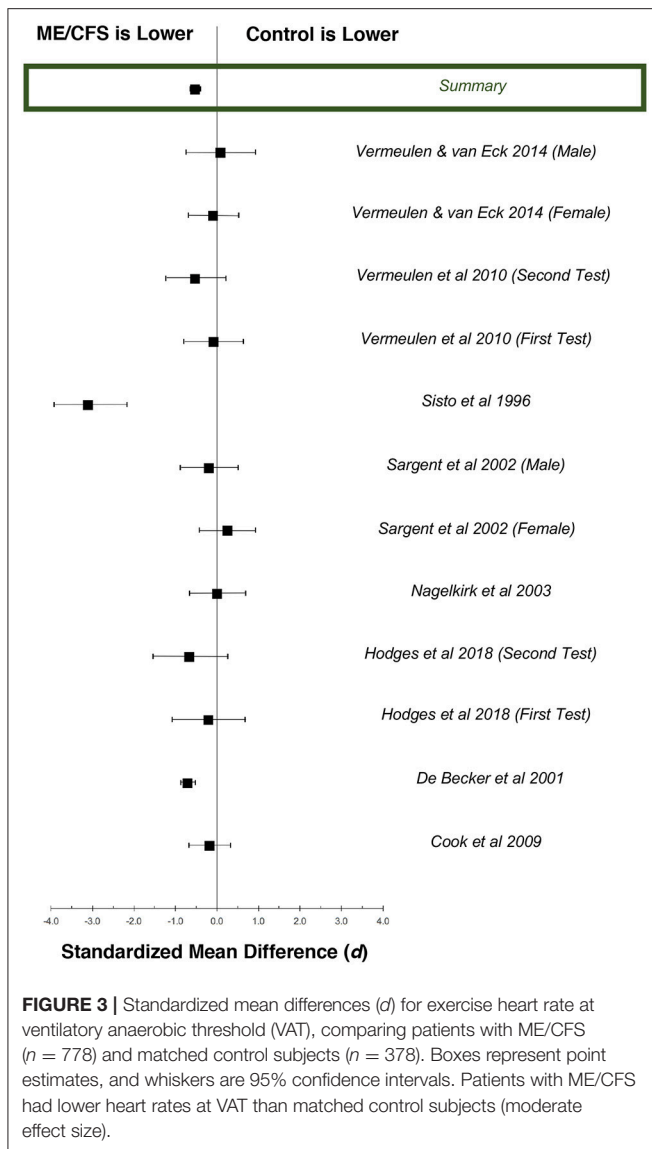 ME/CFS is Lower Control is Lower
Summary
Vermeulen & van Eck 2014 (Male)
Vermeulen & van Eck 2014 (Female)
Vermeulen et al 2010 (Second Test)
Vermeulen et al 2010 (First Test)
Sisto et al 1996
Sargent et al 2002 (Male)
Sargent et al 2002 (Female)
Nagelkirk et al 2003
Hodges et al 2018 (Second Test)
Hodges et al 2018 (First Test)
De Becker et al 2001
Cook et al 2009
-4.0 -3.0 -2.0 -1.0 0.0 1.0 2.0 3.0 4.0
Standardized Mean Difference (d)
FIGURE 3 | Standardized mean differences (d) for exercise heart rate at
ventilatory anaerobic threshold (VAT), comparing patients with ME/CFS
(n = 778) and matched control subjects (n = 378). Boxes represent point
estimates, and whiskers are 95% confidence intervals. Patients with ME/CFS
had lower heart rates at VAT than matched control subjects (moderate
effect size).